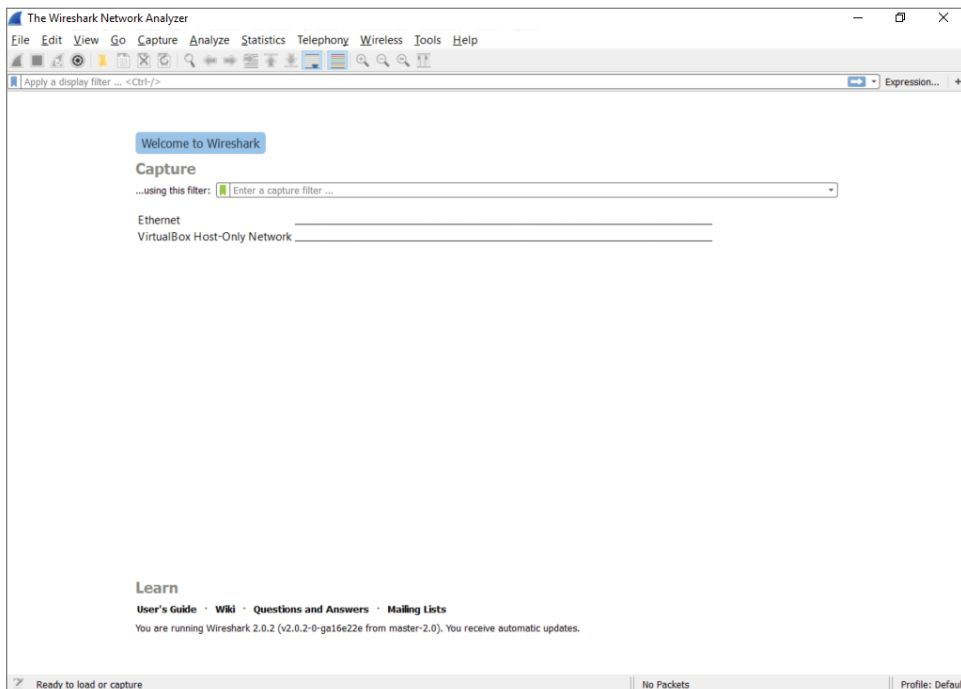 The Wireshark Network Analyzer
File Edit View Go Capture Analyze Statistics Telephony Wireless Tools Help
Apply a display filter ... <Ctrl-/> Expression... +
Welcome to Wireshark
Capture
...using this filter: Enter a capture filter ...
Ethernet
VirtualBox Host-Only Network
Learn
User's Guide · Wiki · Questions and Answers · Mailing Lists
You are running Wireshark 2.0.2 (v2.0.2-0-ga16e22e from master-2.0). You receive automatic updates.
Ready to load or capture No Packets Profile: Defaul